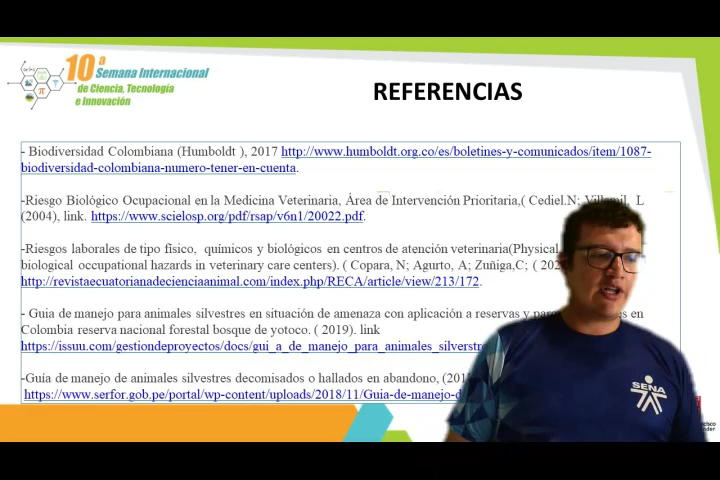 10ª
Semana Internacional
de Ciencia, Tecnología
e Innovación
REFERENCIAS
- Biodiversidad Colombiana (Humboldt ), 2017 http://www.humboldt.org.co/es/boletines-y-comunicados/item/1087-
biodiversidad-colombiana-numero-tener-en-cuenta.
-Riesgo Biológico Ocupacional en la Medicina Veterinaria, Área de Intervención Prioritaria,( Cediel.N; Villamil, L
(2004), link. https://www.scielosp.org/pdf/rsap/v6n1/20022.pdf.
-Riesgos laborales de tipo físico, químicos y biológicos en centros de atención veterinaria(Physical,
biological occupational hazards in veterinary care centers). ( Copara, N; Agurto, A; Zuñiga,C; ( 202
http://revistaecuatorianadecienciaanimal.com/index.php/RECA/article/view/213/172.
- Guia de manejo para animales silvestres en situación de amenaza con aplicación a reservas y en
Colombia reserva nacional forestal bosque de yotoco. ( 2019). link
https://issuu.com/gestiondeproyectos/docs/gui_a_de_manejo_para_animales_silverstr
-Guía de manejo de animales silvestres decomisados o hallados en abandono, (201
https://www.serfor.gob.pe/portal/wp-content/uploads/2018/11/Guia-de-manejo-d
SENA